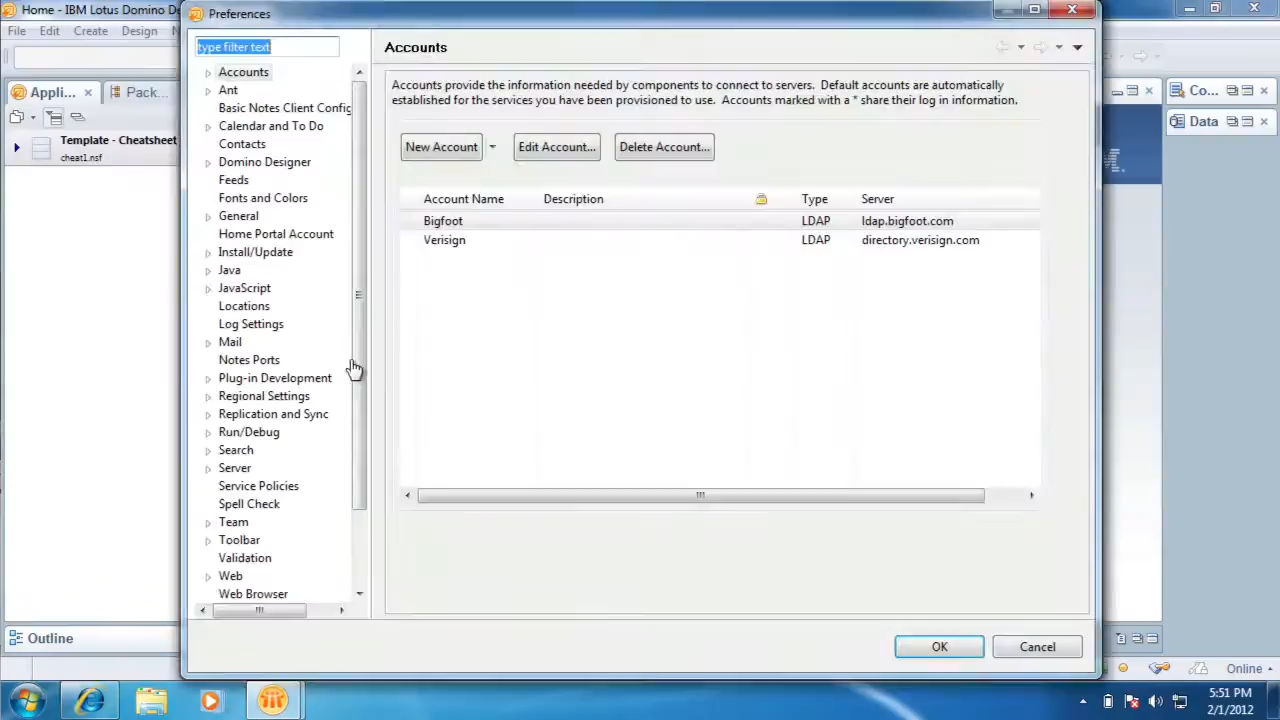 Home - IBM Lotus Domino De
Preferences
File Edit Create Design
type filter text
Accounts
Appli...
Pack...
Co...
Data
Template - Cheatsheet
cheat1.nsf
Accounts
Ant
Basic Notes Client Config
Calendar and To Do
Contacts
Domino Designer
Feeds
Fonts and Colors
General
Home Portal Account
Install/Update
Java
JavaScript
Locations
Log Settings
Mail
Notes Ports
Plug-in Development
Regional Settings
Replication and Sync
Run/Debug
Search
Server
Service Policies
Spell Check
Team
Toolbar
Validation
Web
Web Browser
Accounts provide the information needed by components to connect to servers. Default accounts are automatically
established for the services you have been provisioned to use. Accounts marked with a * share their log in information.
New Account
Edit Account...
Delete Account...
Account Name Description Type Server
Bigfoot LDAP ldap.bigfoot.com
Verisign LDAP directory.verisign.com
Outline
OK
Cancel
Online
5:51 PM
2/1/2012